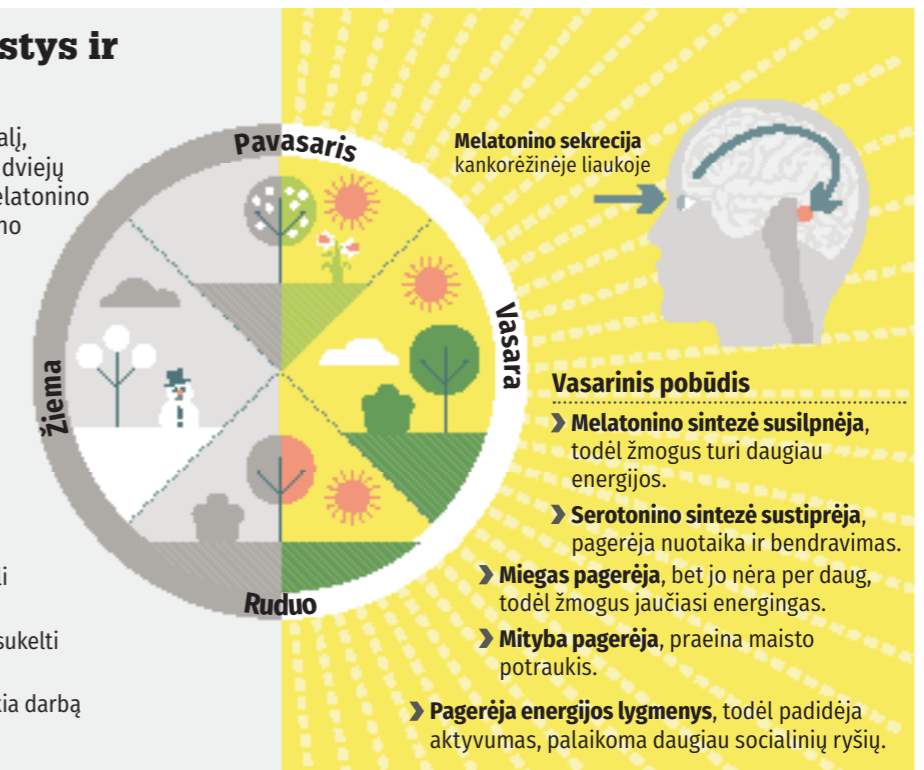 stys ir
alį,
dviejų
elatonino
no
li
sukelti
ia darbą
Pavasaris
Vasara
Žiema
Ruduo
Melatonino sekrecija
kankorėžinėje liaukoje
Vasarinis pobūdis
❯ Melatonino sintezė susilpnėja,
todėl žmogus turi daugiau
energijos.
❯ Serotonino sintezė sustiprėja,
pagerėja nuotaika ir bendravimas.
❯ Miegas pagerėja, bet jo nėra per daug,
todėl žmogus jaučiasi energingas.
❯ Mityba pagerėja, praeina maisto
potraukis.
❯ Pagerėja energijos lygmenys, todėl padidėja
aktyvumas, palaikoma daugiau socialinių ryšių.